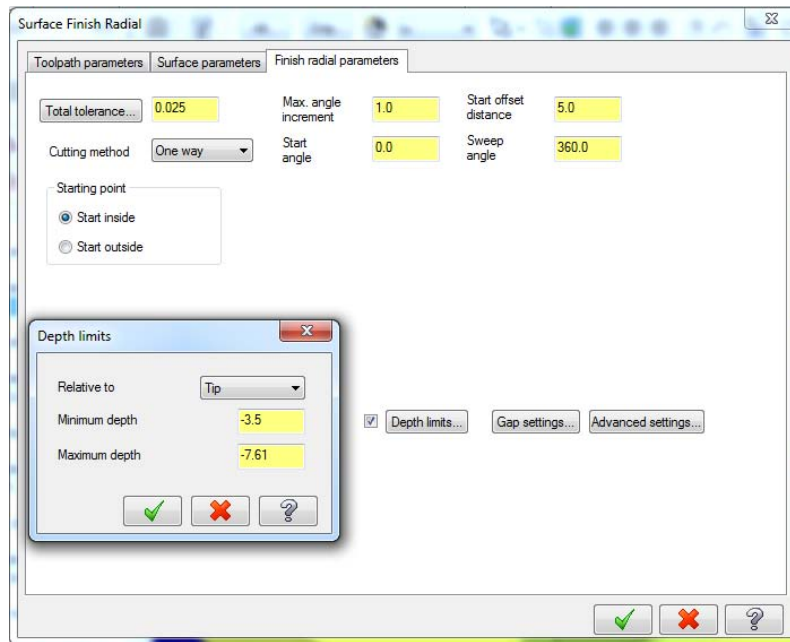 Surface Finish Radial
Toolpath parameters Surface parameters Finish radial parameters
Total tolerance... 0.025 Max. angle increment 1.0 Start offset distance 5.0
Cutting method One way Start angle 0.0 Sweep angle 360.0
Starting point
Start inside
Start outside
Depth limits
Relative to Tip
Minimum depth -3.5
Depth limits... Gap settings... Advanced settings...
Maximum depth -7.61